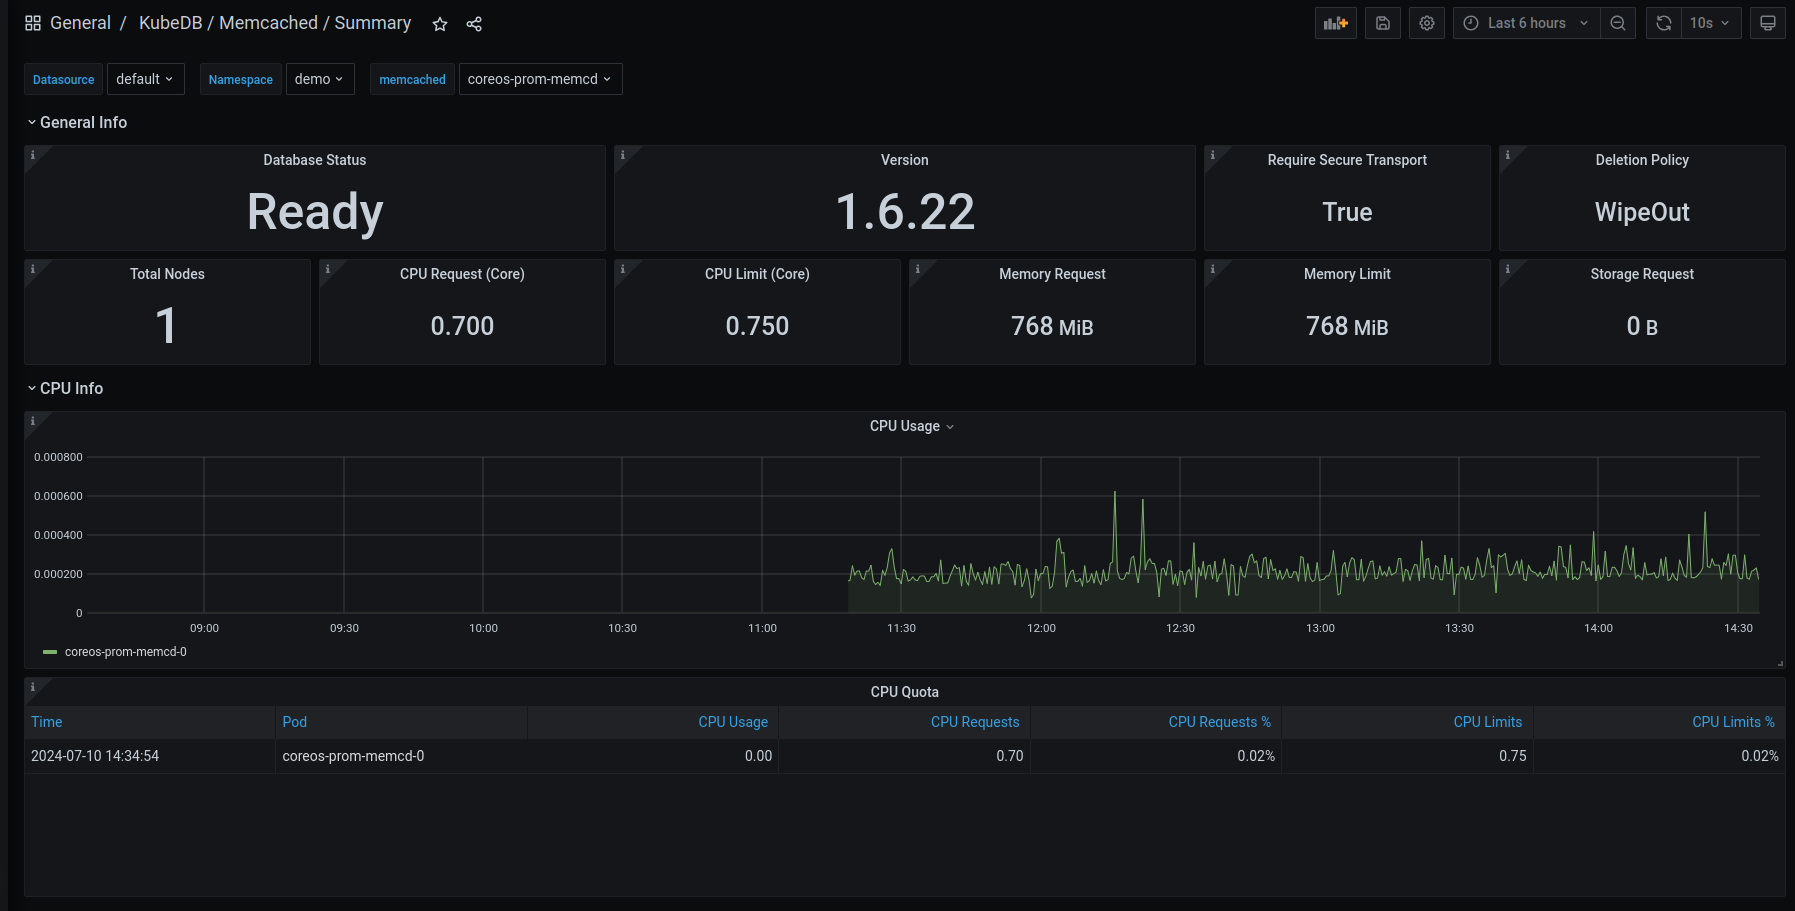 General / KubeDB / Memcached / Summary
Last 6 hours
10s
Datasource default Namespace demo memcached coreos-prom-memcd
General Info
Database Status
Ready
Version
1.6.22
Require Secure Transport
True
Deletion Policy
WipeOut
Total Nodes
1
CPU Request (Core)
0.700
CPU Limit (Core)
0.750
Memory Request
768 MiB
Memory Limit
768 MiB
Storage Request
0 B
CPU Info
CPU Usage
0.000800
0.000600
0.000400
0.000200
0
09:00 09:30 10:00 10:30 11:00 11:30 12:00 12:30 13:00 13:30 14:00 14:30
coreos-prom-memcd-0
CPU Quota
Time Pod CPU Usage CPU Requests CPU Requests % CPU Limits CPU Limits %
2024-07-10 14:34:54 coreos-prom-memcd-0 0.00 0.70 0.02% 0.75 0.02%